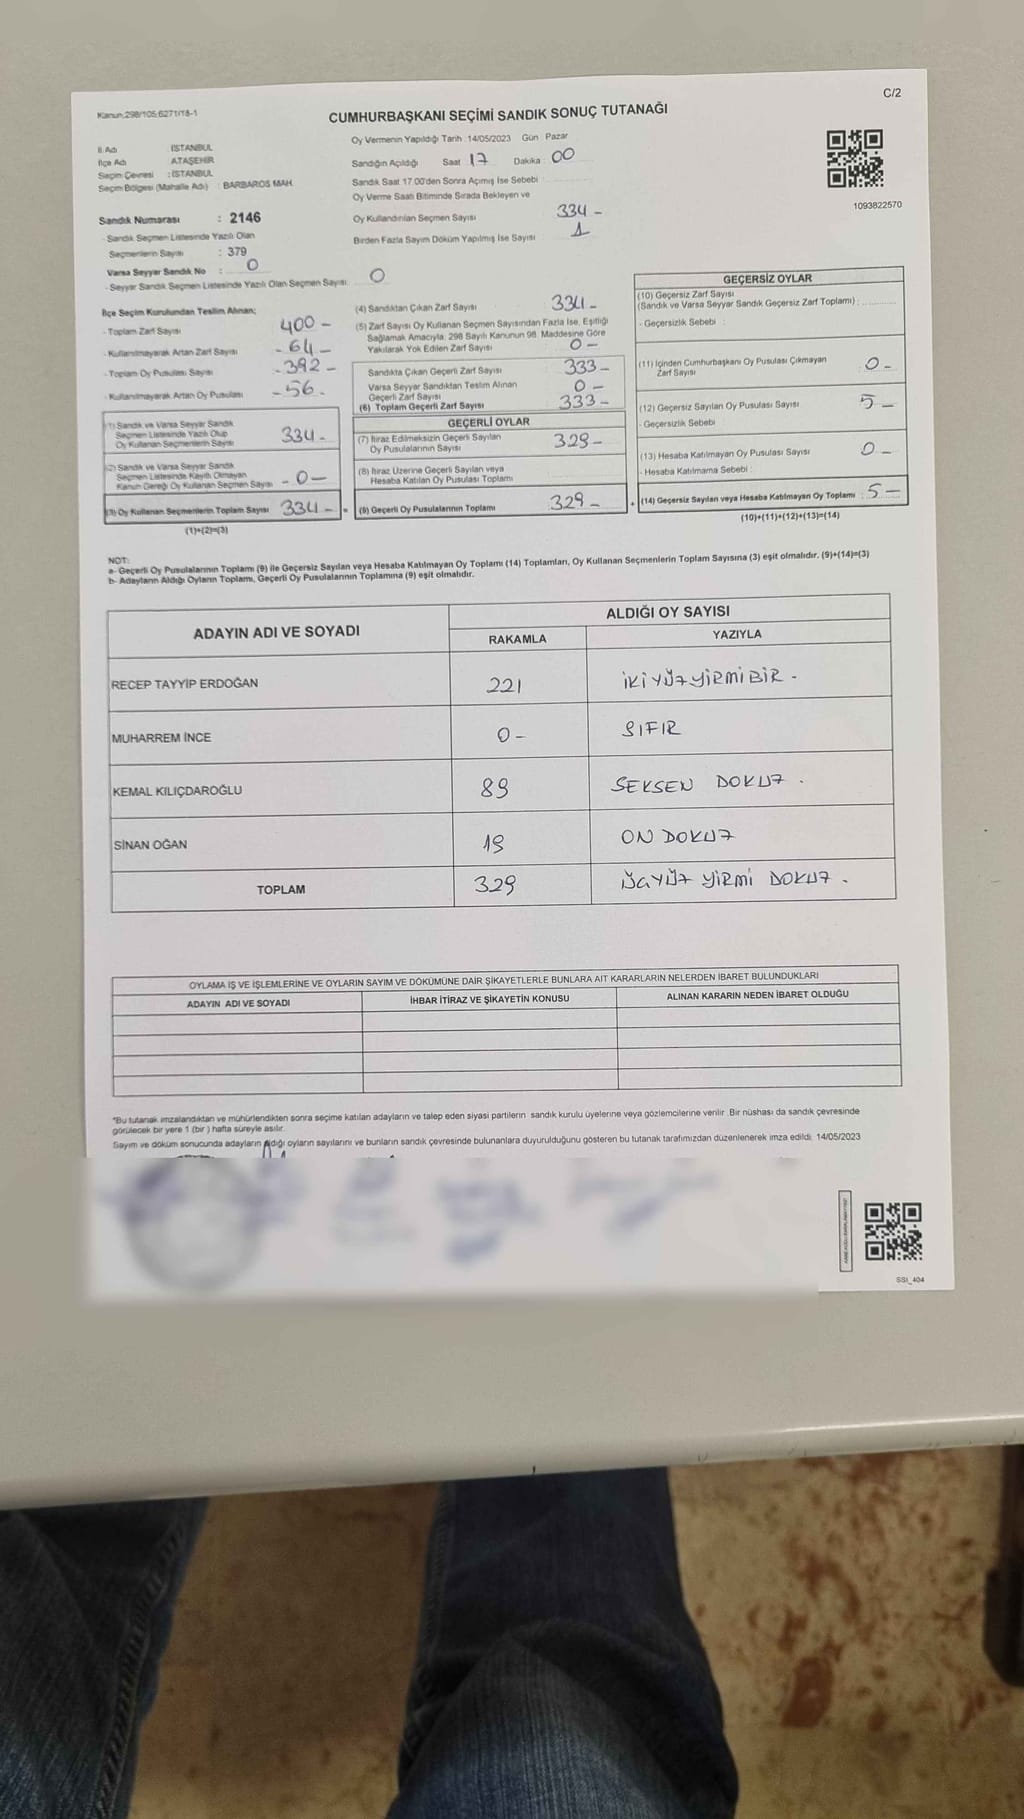 C/2
Kanun:298/105;6271/18-1
CUMHURBAŞKANI SEÇİMİ SANDIK SONUÇ TUTANAĞI
İl Adı : İSTANBUL
İlçe Adı : ATAŞEHİR
Seçim Çevresi : İSTANBUL
Seçim Bölgesi (Mahalle Adı) : BARBAROS MAH.
Sandık Numarası : 2146
- Sandık Seçmen Listesinde Yazılı Olan
Seçmenlerin Sayısı : 379
Varsa Seyyar Sandık No : 0
- Seyyar Sandık Seçmen Listesinde Yazılı Olan Seçmen Sayısı : 0
Oy Vermenin Yapıldığı Tarih : 14/05/2023 Gün : Pazar
Sandığın Açıldığı Saat : 17 Dakika : 00
Sandık Saat 17.00'den Sonra Açımış İse Sebebi :
Oy Verme Saati Bitiminde Sırada Bekleyen ve
Oy Kullandırılan Seçmen Sayısı 334 -
Birden Fazla Sayım Döküm Yapılmış İse Sayısı 1
1093822570
İlçe Seçim Kurulundan Teslim Alınan;
- Toplam Zarf Sayısı 400 -
- Kullanılmayarak Artan Zarf Sayısı - 64 -
- Toplam Oy Pusulası Sayısı - 392 -
- Kullanılmayarak Artan Oy Pusulası - 56 -
(1) Sandık ve Varsa Seyyar Sandık
Seçmen Listesinde Yazılı Olup
Oy Kullanan Seçmenlerin Sayısı 334 -
(2) Sandık ve Varsa Seyyar Sandık
Seçmen Listesinde Kayıtlı Olmayan
Kanun Gereği Oy Kullanan Seçmen Sayısı - 0 -
(3) Oy Kullanan Seçmenlerin Toplam Sayısı 334 - =
(1)+(2)=(3)
(4) Sandıktan Çıkan Zarf Sayısı 334 -
(5) Zarf Sayısı Oy Kullanan Seçmen Sayısından Fazla İse, Eşitliği
Sağlamak Amacıyla; 298 Sayılı Kanunun 98. Maddesine Göre
Yakılarak Yok Edilen Zarf Sayısı 0 -
Sandıkta Çıkan Geçerli Zarf Sayısı 333 -
Varsa Seyyar Sandıktan Teslim Alınan
Geçerli Zarf Sayısı 0 -
(6) Toplam Geçerli Zarf Sayısı 333 -
GEÇERLİ OYLAR
(7) İtiraz Edilmeksizin Geçerli Sayılan
Oy Pusulalarının Sayısı 329 -
(8) İtiraz Üzerine Geçerli Sayılan veya
Hesaba Katılan Oy Pusulası Toplamı
(9) Geçerli Oy Pusulalarının Toplamı 329 - +
GEÇERSİZ OYLAR
(10) Geçersiz Zarf Sayısı
(Sandık ve Varsa Seyyar Sandık Geçersiz Zarf Toplamı) :
- Geçersizlik Sebebi :
(11) İçinden Cumhurbaşkanı Oy Pusulası Çıkmayan
Zarf Sayısı 0 -
(12) Geçersiz Sayılan Oy Pusulası Sayısı 5 -
- Geçersizlik Sebebi
(13) Hesaba Katılmayan Oy Pusulası Sayısı 0 -
- Hesaba Katılmama Sebebi :
(14) Geçersiz Sayılan veya Hesaba Katılmayan Oy Toplamı : 5 -
(10)+(11)+(12)+(13)=(14)
NOT:
a- Geçerli Oy Pusulalarının Toplamı (9) ile Geçersiz Sayılan veya Hesaba Katılmayan Oy Toplamı (14) Toplamları, Oy Kullanan Seçmenlerin Toplam Sayısına (3) eşit olmalıdır. (9)+(14)=(3)
b- Adayların Aldığı Oyların Toplamı, Geçerli Oy Pusulalarının Toplamına (9) eşit olmalıdır.
ADAYIN ADI VE SOYADI
ALDIĞI OY SAYISI
RAKAMLA YAZIYLA
RECEP TAYYİP ERDOĞAN 221 İKİYÜZYİRMİBİR -
MUHARREM İNCE 0 - SIFIR
KEMAL KILIÇDAROĞLU 89 SEKSEN DOKUZ .
SİNAN OĞAN 19 ON DOKUZ
TOPLAM 329 ÜÇYÜZ YİRMİ DOKUZ .
OYLAMA İŞ VE İŞLEMLERİNE VE OYLARIN SAYIM VE DÖKÜMÜNE DAİR ŞİKAYETLERLE BUNLARA AİT KARARLARIN NELERDEN İBARET BULUNDUKLARI
ADAYIN ADI VE SOYADI İHBAR İTİRAZ VE ŞİKAYETİN KONUSU ALINAN KARARIN NEDEN İBARET OLDUĞU
*Bu tutanak imzalandıktan ve mühürlendikten sonra seçime katılan adayların ve talep eden siyasi partilerin sandık kurulu üyelerine veya gözlemcilerine verilir. Bir nüshası da sandık çevresinde
görülecek bir yere 1 (bir ) hafta süreyle asılır.
Sayım ve döküm sonucunda adayların aldığı oyların sayılarını ve bunların sandık çevresinde bulunanlara duyurulduğunu gösteren bu tutanak tarafımızdan düzenlenerek imza edildi. 14/05/2023
SSI_404